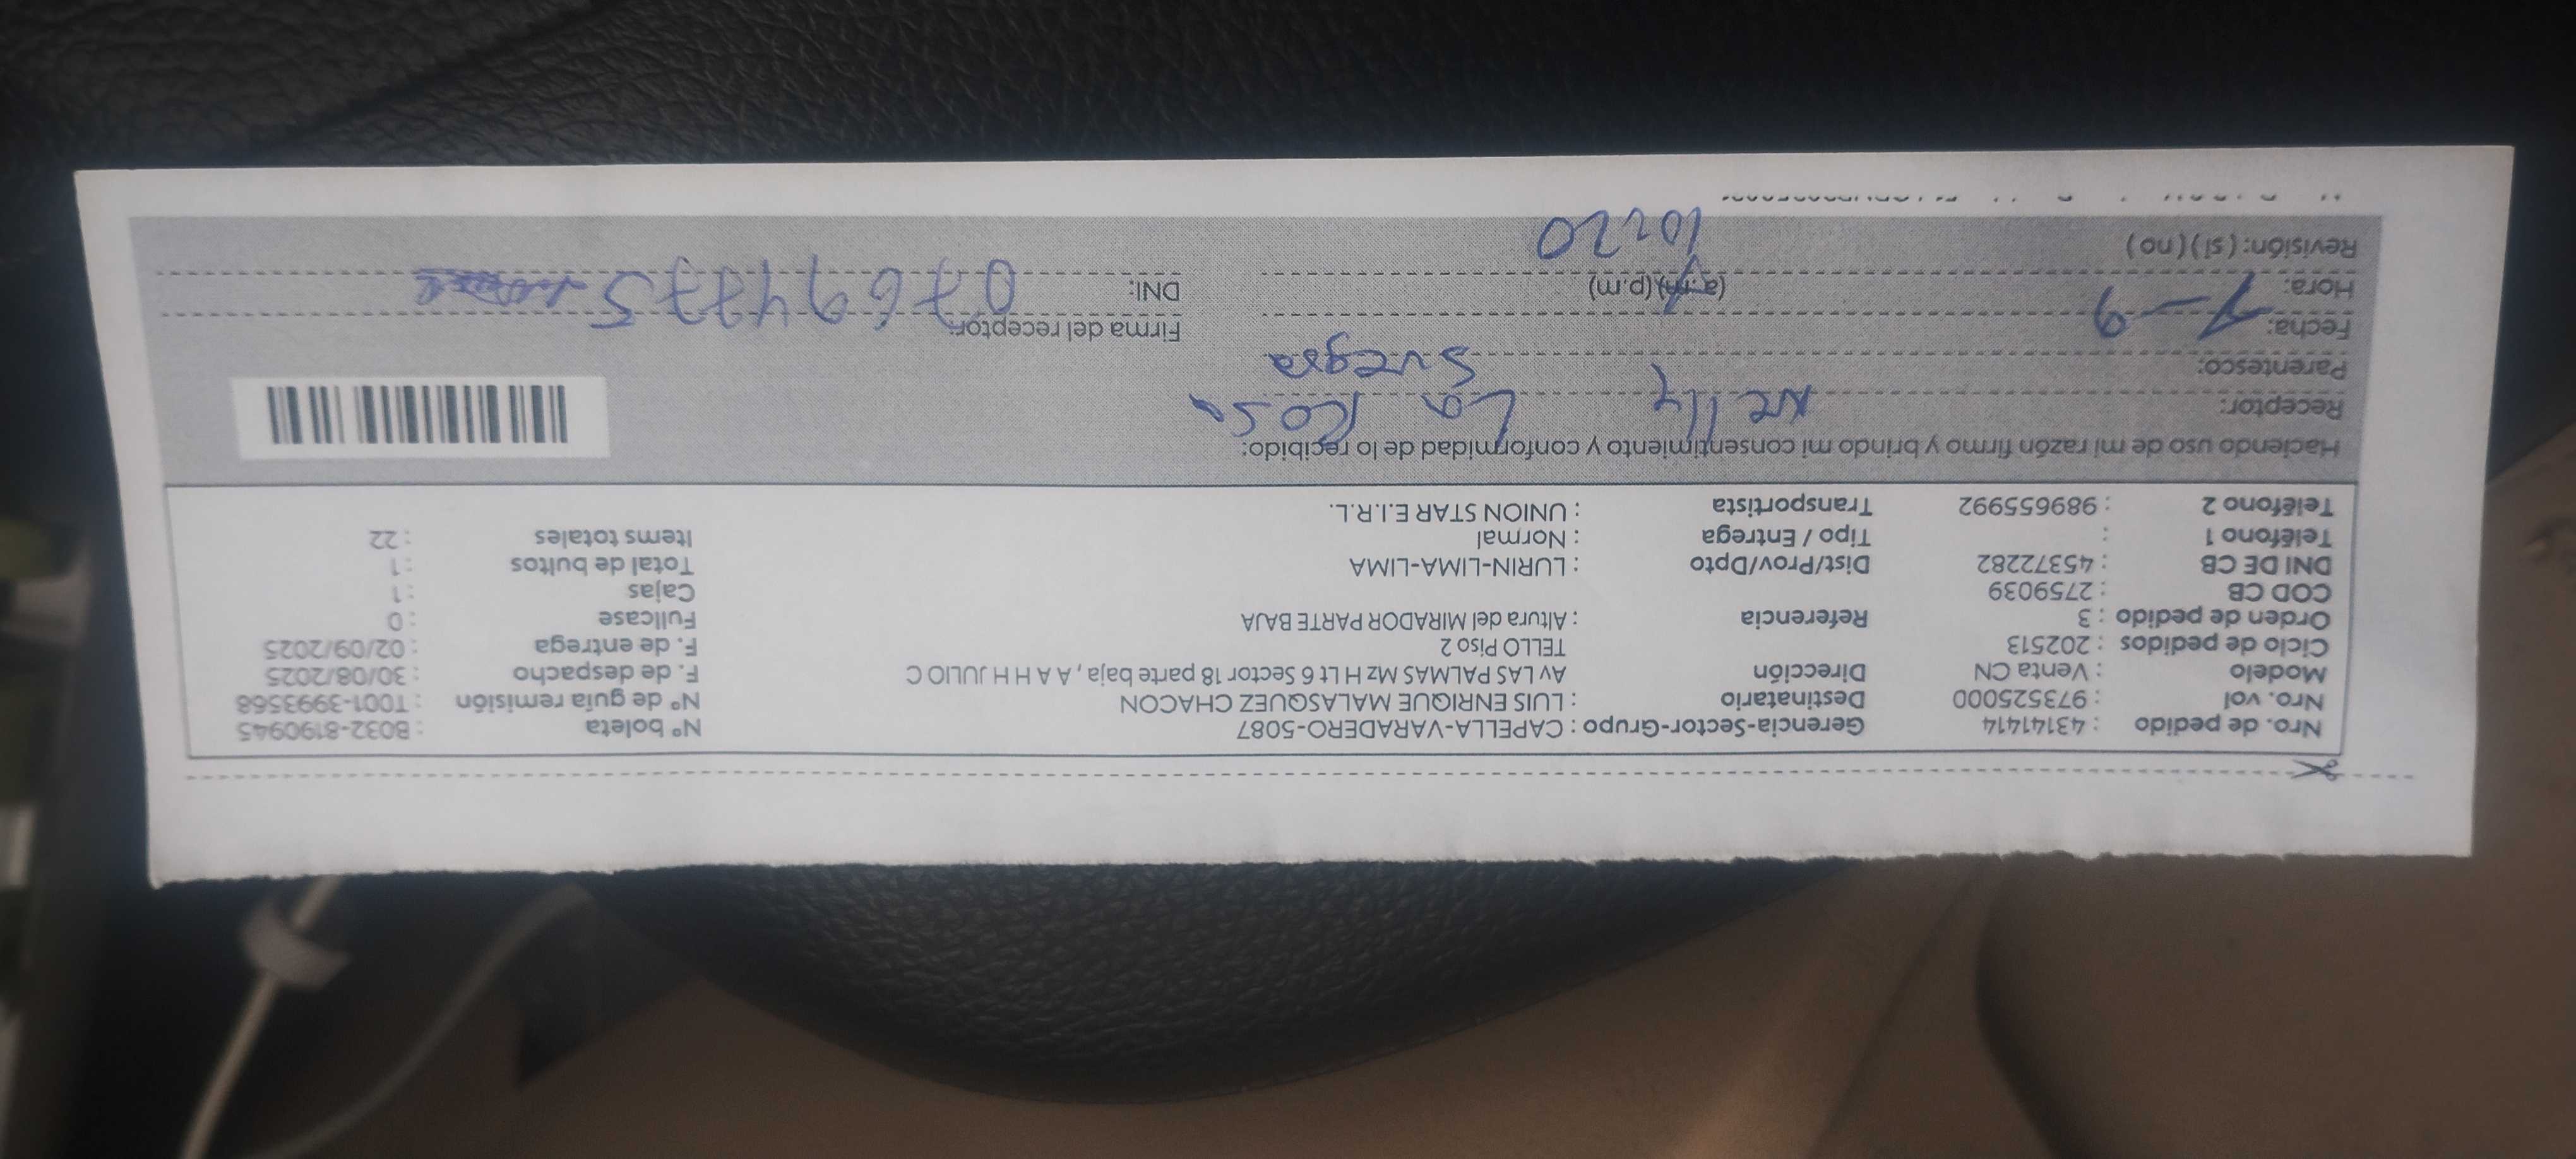 Nro. de pedido : 43141414 Gerencia-Sector-Grupo : CAPELLA-VARADERO-5087 N° boleta : B032-8190945
Nro. vol : 973525000 Destinatario : LUIS ENRIQUE MALASQUEZ CHACON N° de guía remisión : T001-3993568
Modelo : Venta CN Dirección Av LAS PALMAS Mz H Lt 6 Sector 18 parte baja , A A H H JULIO C F. de despacho : 30/08/2025
Ciclo de pedidos : 202513 TELLO Piso 2 F. de entrega : 02/09/2025
Orden de pedido : 3 Referencia : Altura del MIRADOR PARTE BAJA Fullcase : 0
COD CB : 2759039 Cajas : 1
DNI DE CB : 45372282 Dist/Prov/Dpto : LURIN-LIMA-LIMA Total de bultos : 1
Teléfono 1 : Tipo / Entrega : Normal Items totales : 22
Teléfono 2 : 989655992 Transportista : UNION STAR E.I.R.L.
Haciendo uso de mi razón firmo y brindo mi consentimiento y conformidad de lo recibido:
Receptor: Nelly La Rosa
Parentesco: Suegra
Fecha: 1-9 Firma del receptor:
Hora: (a.m) (p.m) DNI: 07694775
Revisión: (si) (no) 10:20